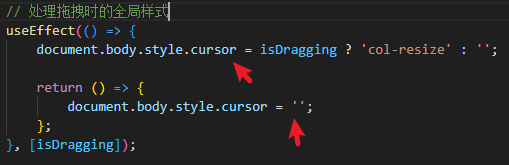 // 处理拖拽时的全局样式
useEffect(() => {
document.body.style.cursor = isDragging ? 'col-resize' : '';
return () => {
document.body.style.cursor = '';
};
}, [isDragging]);